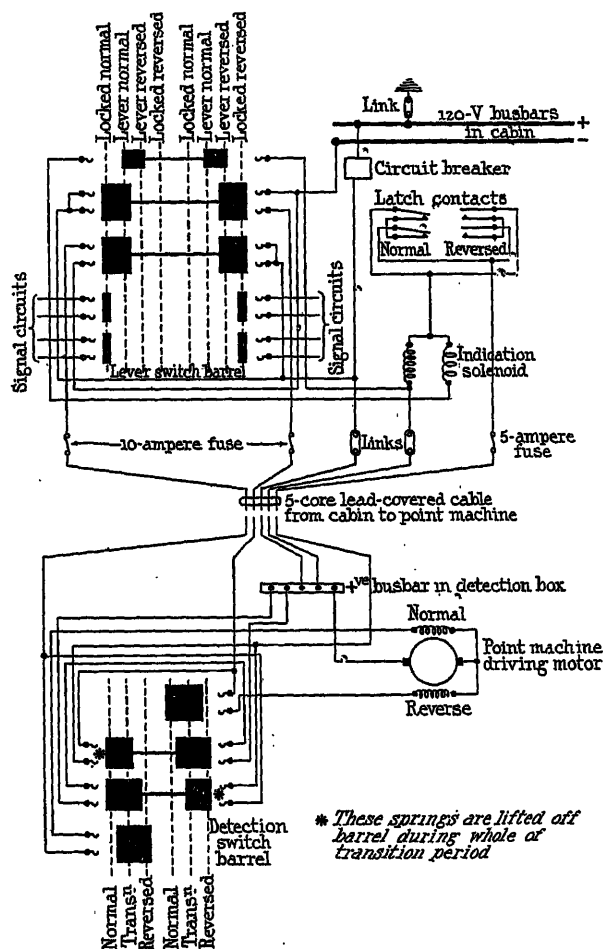 Locked normal
Lever normal
Lever reversed
Locked reversed
Locked normal
Lever normal
Lever reversed
Locked reversed
Link
120-V busbars
in cabin
+
−
Circuit breaker
Latch contacts
Normal
Reversed
Signal circuits
Signal circuits
Lever switch barrel
Indication
solenoid
10-ampere fuse
Links
5-ampere
fuse
5-core lead-covered cable
from cabin to point machine
+ve busbar in detection box
Normal
Point machine
driving motor
Reverse
*
*
Detection
switch
barrel
* These springs are lifted off
barrel during whole of
transition period
Normal
Transn
Reversed
Normal
Transn
Reversed